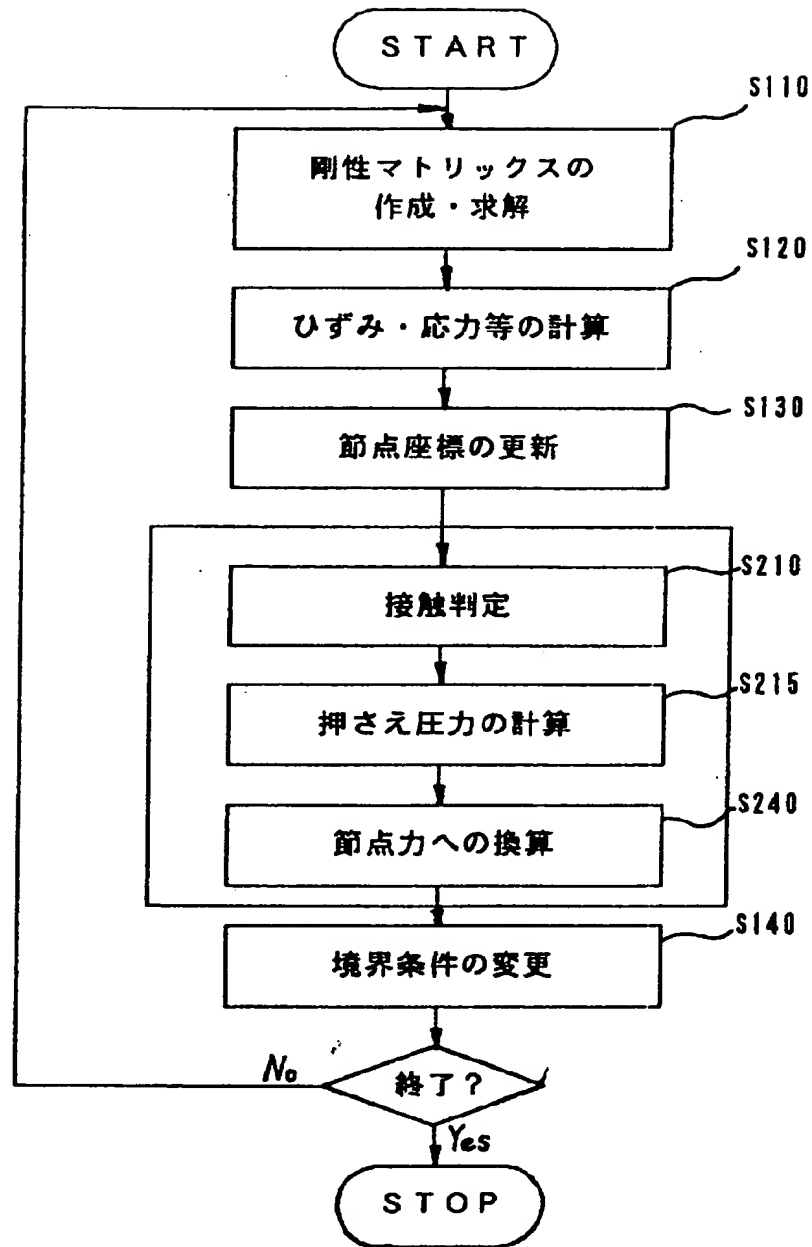 START
S110
剛性マトリックスの
作成・求解
S120
ひずみ・応力等の計算
S130
節点座標の更新
S210
接触判定
S215
押さえ圧力の計算
S240
節点力への換算
S140
境界条件の変更
No
終了？
Yes
STOP